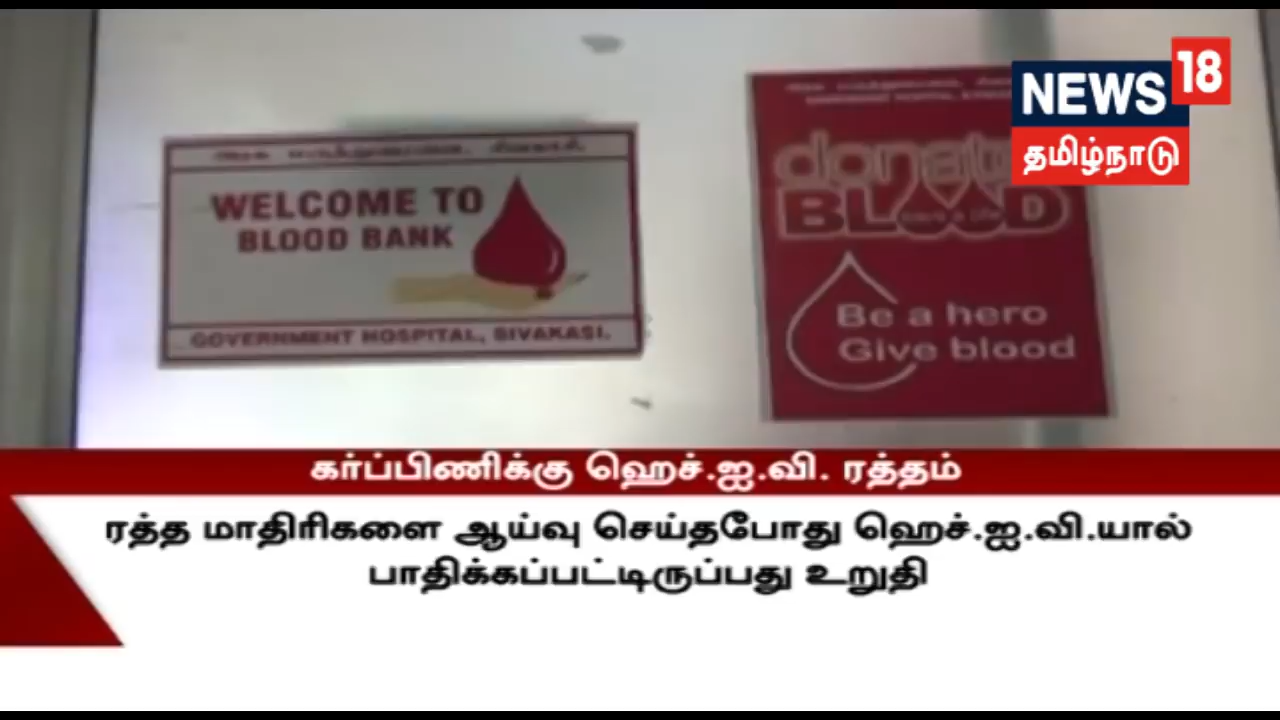 NEWS 18
தமிழ்நாடு
WELCOME TO
BLOOD BANK
GOVERNMENT HOSPITAL, SIVAKASI.
donate
BLOOD
Be a hero
Give blood
கர்ப்பிணிக்கு ஹெச்.ஐ.வி. ரத்தம்
ரத்த மாதிரிகளை ஆய்வு செய்தபோது ஹெச்.ஐ.வி.யால்
பாதிக்கப்பட்டிருப்பது உறுதி